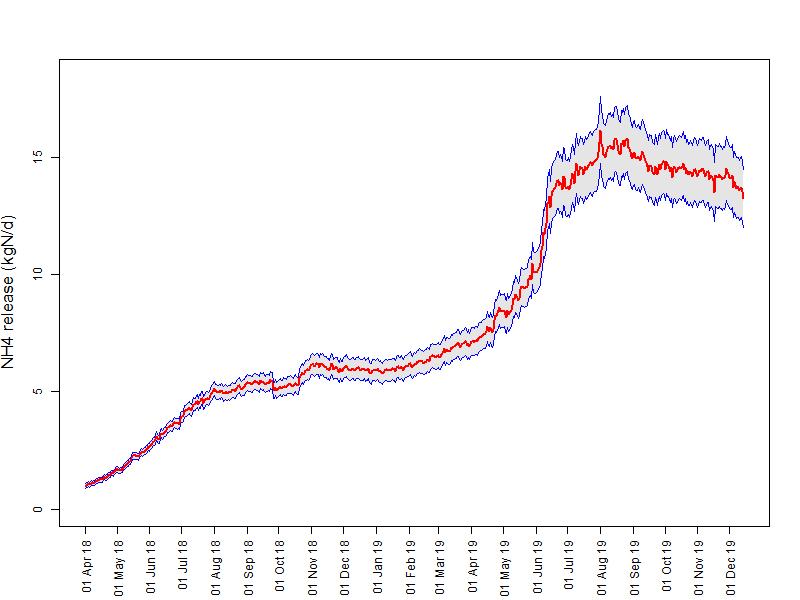 NH4 release (kgN/d)
15
10
5
0
01 Apr 18
01 May 18
01 Jun 18
01 Jul 18
01 Aug 18
01 Sep 18
01 Oct 18
01 Nov 18
01 Dec 18
01 Jan 19
01 Feb 19
01 Mar 19
01 Apr 19
01 May 19
01 Jun 19
01 Jul 19
01 Aug 19
01 Sep 19
01 Oct 19
01 Nov 19
01 Dec 19